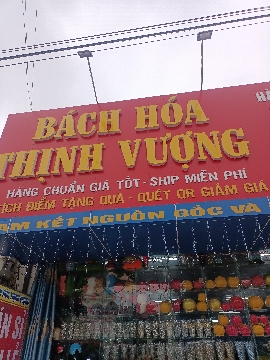 BÁCH HÓA
THỊNH VƯỢNG
HÀNG CHUẨN GIÁ TỐT - SHIP MIỄN PHÍ
TÍCH ĐIỂM TẶNG QUÀ - QUÉT QR GIẢM GIÁ
CAM KẾT NGUỒN GỐC VÀ